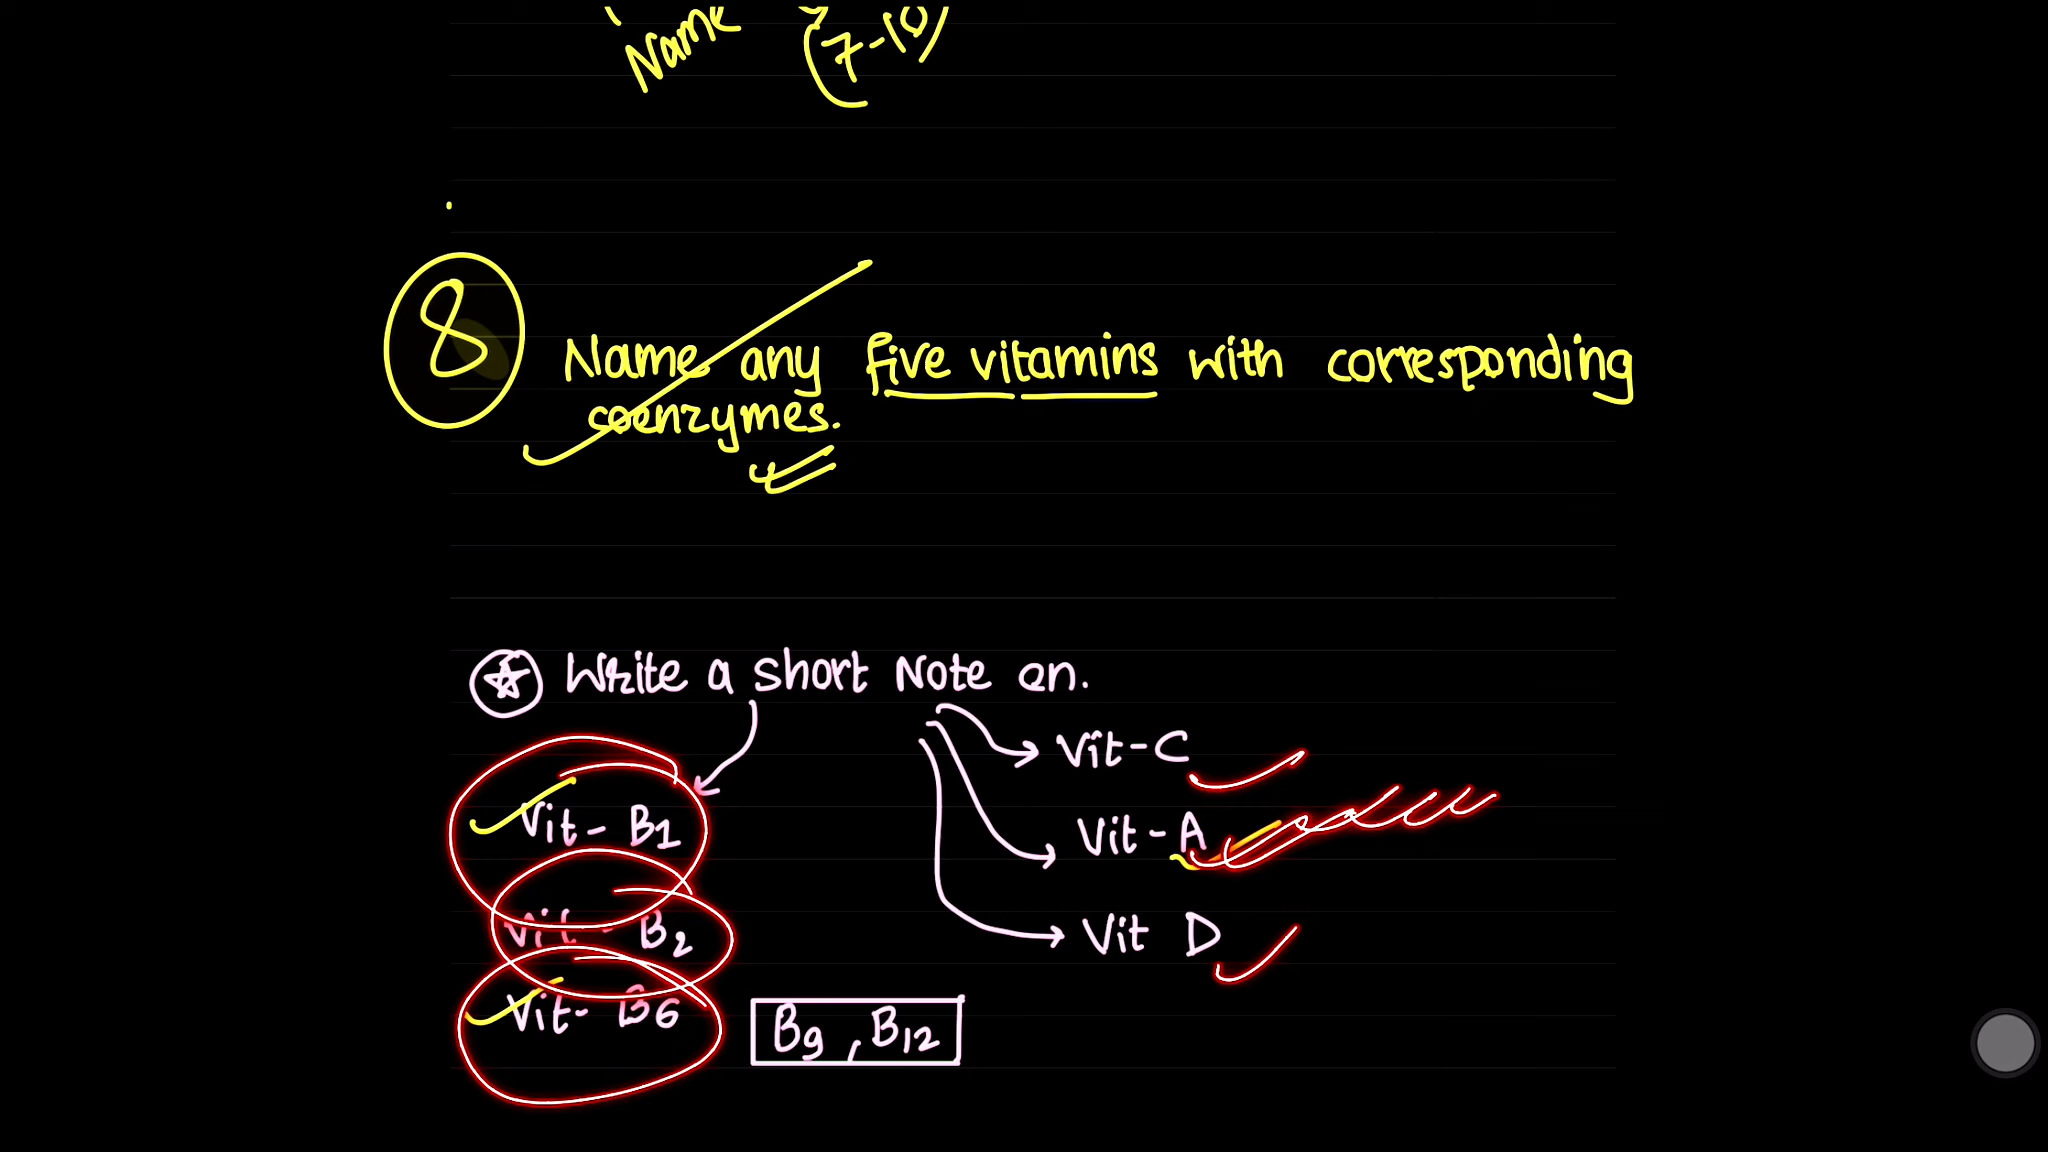 Name (7-10)
8 Name any five vitamins with corresponding
coenzymes.
Write a short Note on.
Vit-C
Vit - B1
Vit - A
Vit - B2
Vit D
Vit - B6
B9, B12